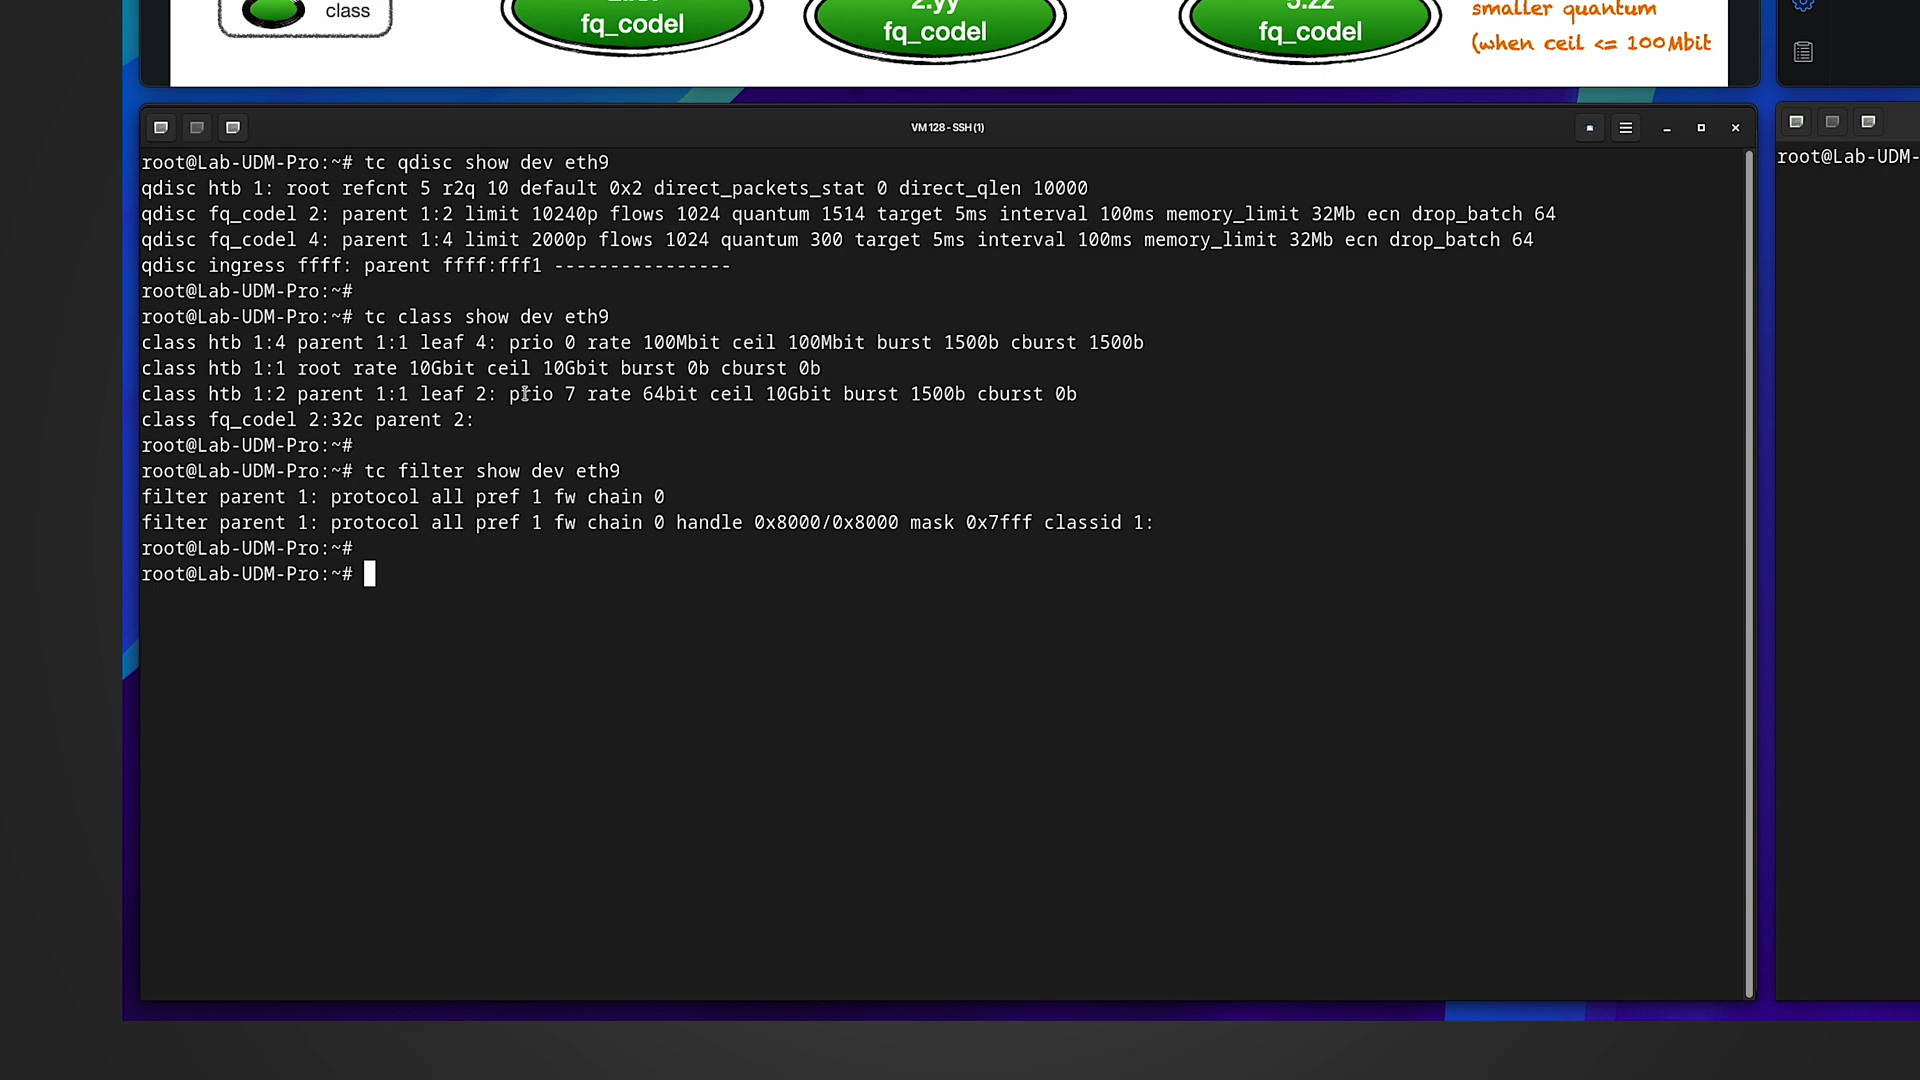 class
fq_codel
2.yy
fq_codel
fq_codel
smaller quantum
(when ceil <= 100Mbit
VM 128 - SSH (1)
root@Lab-UDM-Pro:~# tc qdisc show dev eth9
qdisc htb 1: root refcnt 5 r2q 10 default 0x2 direct_packets_stat 0 direct_qlen 10000
qdisc fq_codel 2: parent 1:2 limit 10240p flows 1024 quantum 1514 target 5ms interval 100ms memory_limit 32Mb ecn drop_batch 64
qdisc fq_codel 4: parent 1:4 limit 2000p flows 1024 quantum 300 target 5ms interval 100ms memory_limit 32Mb ecn drop_batch 64
qdisc ingress ffff: parent ffff:fff1 ----------------
root@Lab-UDM-Pro:~#
root@Lab-UDM-Pro:~# tc class show dev eth9
class htb 1:4 parent 1:1 leaf 4: prio 0 rate 100Mbit ceil 100Mbit burst 1500b cburst 1500b
class htb 1:1 root rate 10Gbit ceil 10Gbit burst 0b cburst 0b
class htb 1:2 parent 1:1 leaf 2: prio 7 rate 64bit ceil 10Gbit burst 1500b cburst 0b
class fq_codel 2:32c parent 2:
root@Lab-UDM-Pro:~#
root@Lab-UDM-Pro:~# tc filter show dev eth9
filter parent 1: protocol all pref 1 fw chain 0
filter parent 1: protocol all pref 1 fw chain 0 handle 0x8000/0x8000 mask 0x7fff classid 1:
root@Lab-UDM-Pro:~#
root@Lab-UDM-Pro:~#
root@Lab-UDM-